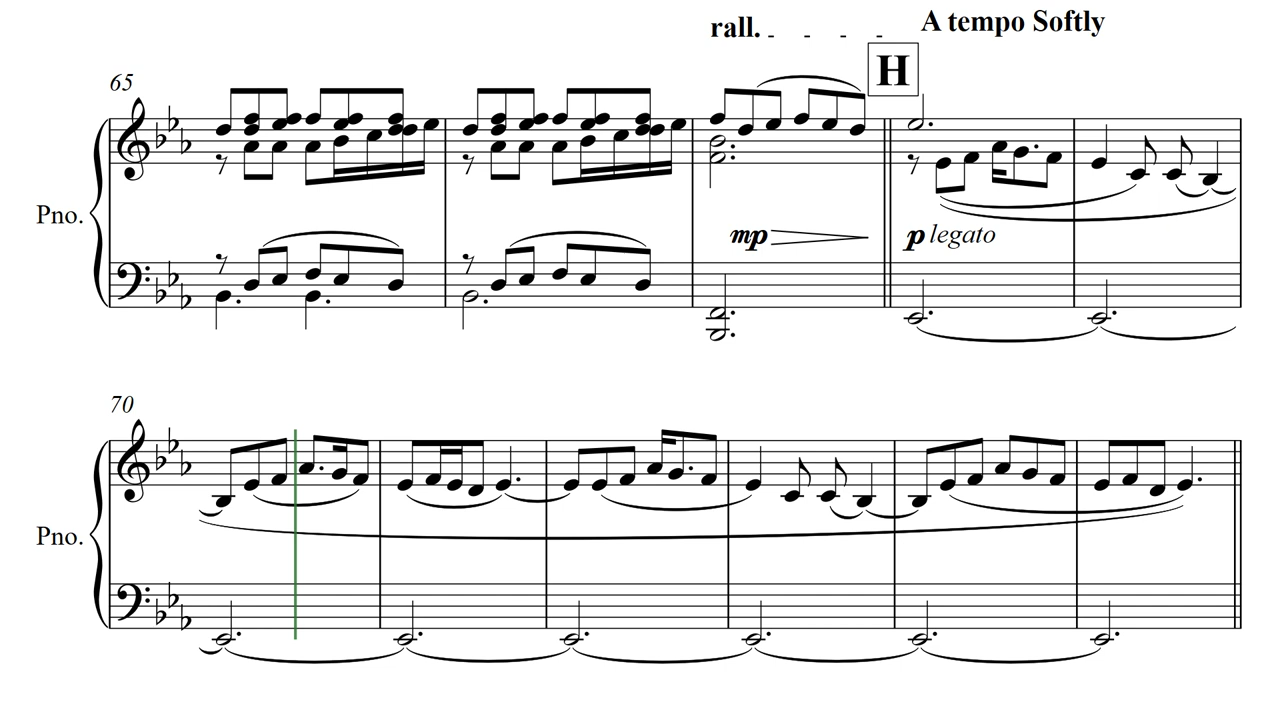 rall. - - - -
A tempo Softly
H
65
Pno.
mp
p legato
70
Pno.